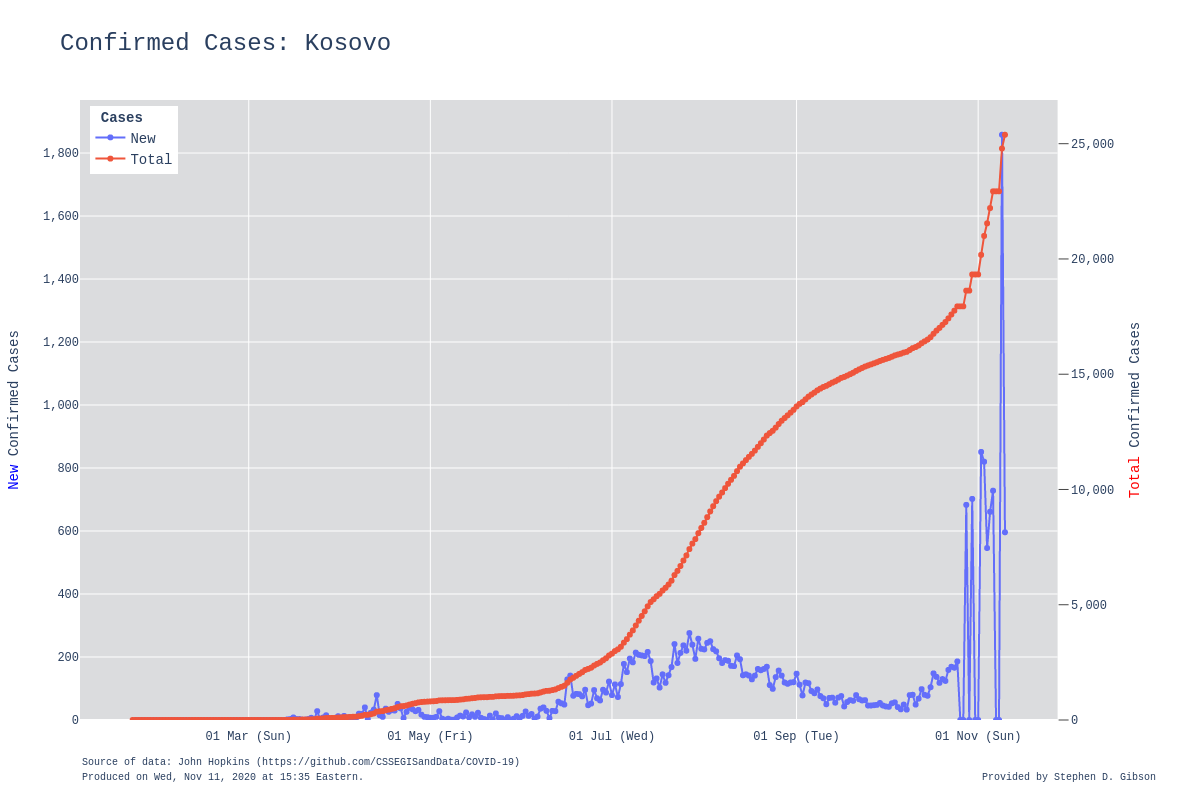 Confirmed Cases: Kosovo
Cases
New
Total
1,800
1,600
1,400
1,200
1,000
800
600
400
200
0
New Confirmed Cases
25,000
20,000
15,000
10,000
5,000
0
Total Confirmed Cases
01 Mar (Sun)
01 May (Fri)
01 Jul (Wed)
01 Sep (Tue)
01 Nov (Sun)
Source of data: John Hopkins (https://github.com/CSSEGISandData/COVID-19)
Produced on Wed, Nov 11, 2020 at 15:35 Eastern.
Provided by Stephen D. Gibson